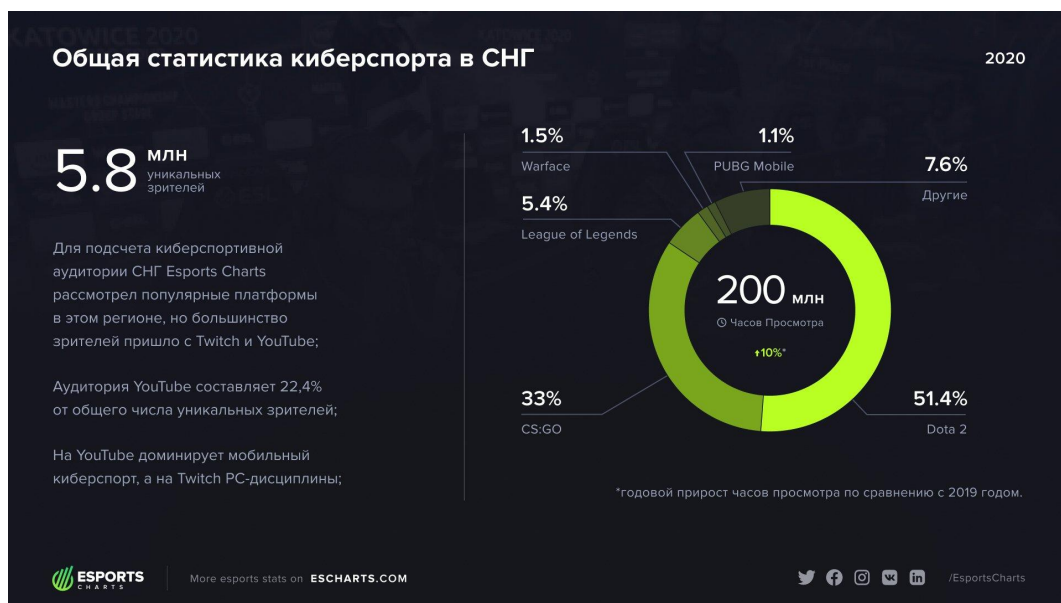 KATOWICE 2020
Общая статистика киберспорта в СНГ
2020
5.8 млн
уникальных
зрителей
Для подсчета киберспортивной
аудитории СНГ Esports Charts
рассмотрел популярные платформы
в этом регионе, но большинство
зрителей пришло с Twitch и YouTube;
Аудитория YouTube составляет 22,4%
от общего числа уникальных зрителей;
На YouTube доминирует мобильный
киберспорт, а на Twitch PC-дисциплины;
1.5%
Warface
1.1%
PUBG Mobile
7.6%
Другие
5.4%
League of Legends
200 млн
Часов Просмотра
10%*
33%
CS:GO
51.4%
Dota 2
*годовой прирост часов просмотра по сравнению с 2019 годом.
ESPORTS
CHARTS
More esports stats on ESCHARTS.COM
/EsportsCharts